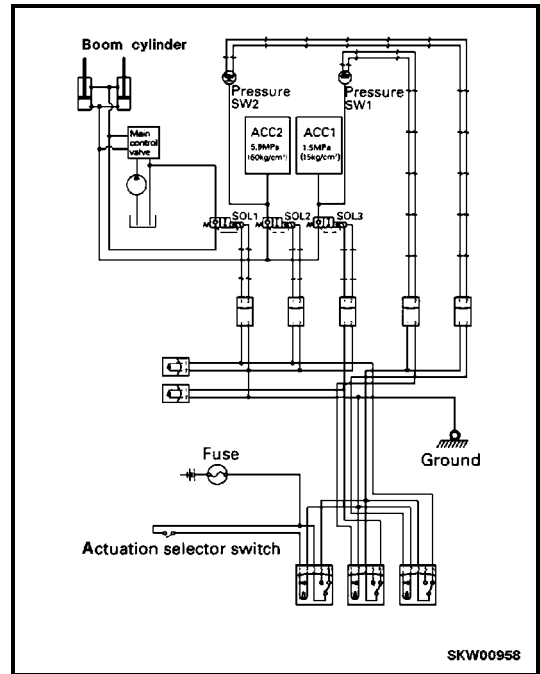 Boom cylinder
Pressure
SW2
Pressure
SW1
Main
control
valve
ACC2
5.9MPa
(60kg/cm²)
ACC1
1.5MPa
(15kg/cm²)
SOL1
SOL2
SOL3
Ground
Fuse
Actuation selector switch
SKW00958